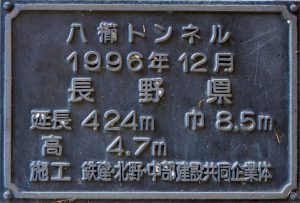 八櫛トンネル
1996年12月
長野県
延長 424m 巾 8.5m
高 4.7m
施工 鉄建・北野・中部建設共同企業体